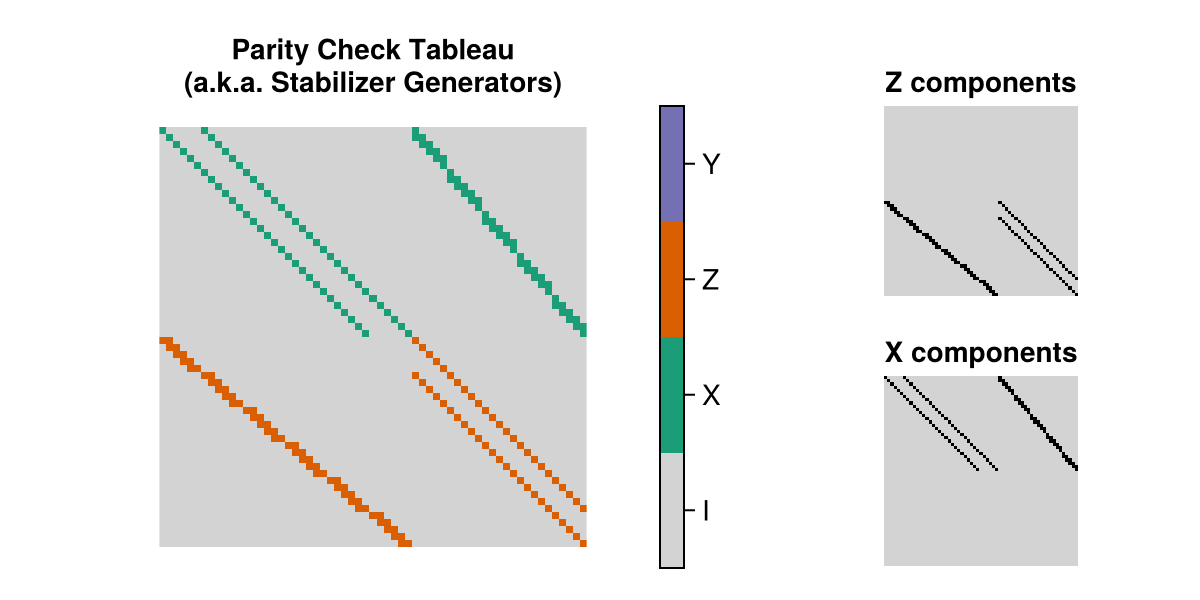 Parity Check Tableau
(a.k.a. Stabilizer Generators)
Y
Z
X
I
Z components
X components